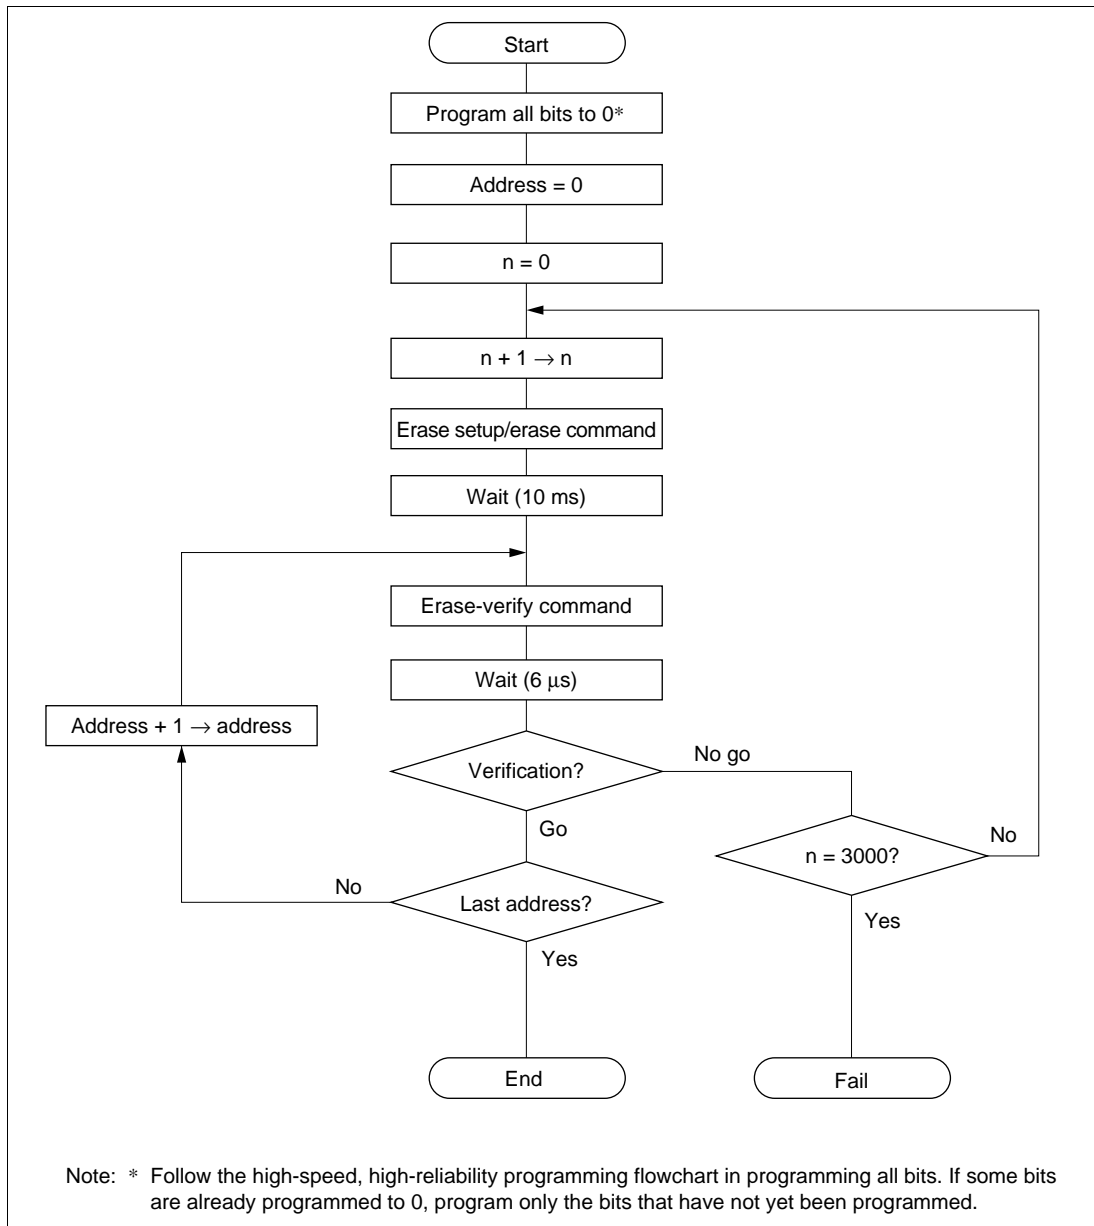 Start
Program all bits to 0*
Address = 0
n = 0
n + 1 → n
Erase setup/erase command
Wait (10 ms)
Erase-verify command
Wait (6 μs)
Address + 1 → address
Verification?
No go
Go
n = 3000?
No
No
Last address?
Yes
Yes
End
Fail
Note: * Follow the high-speed, high-reliability programming flowchart in programming all bits. If some bits
are already programmed to 0, program only the bits that have not yet been programmed.